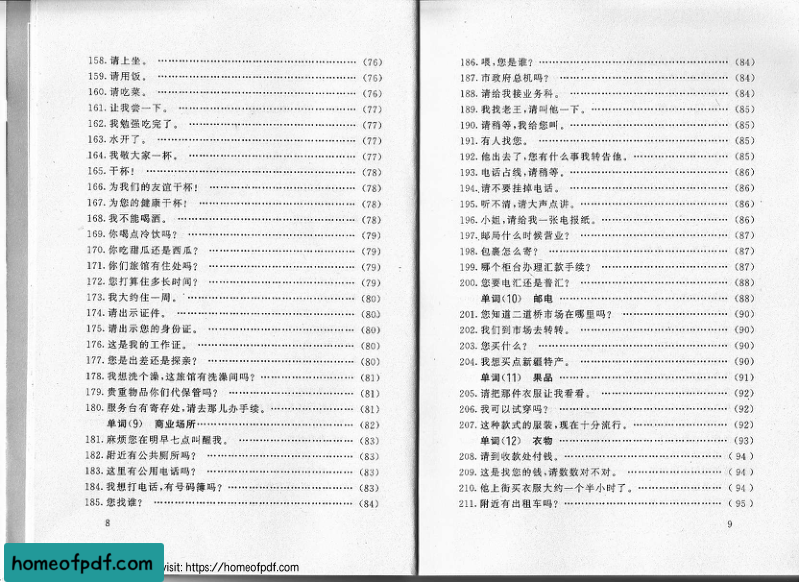 158. 请上坐。 …… (76)
159. 请用饭。 …… (76)
160. 请吃菜。 …… (76)
161. 让我尝一下。 …… (77)
162. 我勉强吃完了。 …… (77)
163. 水开了。 …… (77)
164. 我敬大家一杯。 …… (77)
165. 干杯! …… (78)
166. 为我们的友谊干杯! …… (78)
167. 为您的健康干杯! …… (78)
168. 我不能喝酒。 …… (78)
169. 你喝点冷饮吗? …… (79)
170. 你吃甜瓜还是西瓜? …… (79)
171. 你们旅馆有住处吗? …… (79)
172. 您打算住多长时间? …… (79)
173. 我大约住一周。 …… (80)
174. 请出示证件。 …… (80)
175. 请出示您的身份证。 …… (80)
176. 这是我的工作证。 …… (80)
177. 您是出差还是探亲? …… (80)
178. 我想洗个澡,这旅馆有洗澡间吗? …… (81)
179. 贵重物品你们代保管吗? …… (81)
180. 服务台有寄存处,请去那儿办手续。 …… (81)
单词(9) 商业场所 …… (82)
181. 麻烦您在明早七点叫醒我。 …… (83)
182. 附近有公共厕所吗? …… (83)
183. 这里有公用电话吗? …… (83)
184. 我想打电话,有号码簿吗? …… (83)
185. 您找谁? …… (84)
8
186. 喂,您是谁? …… (84)
187. 市政府总机吗? …… (84)
188. 请给我接业务科。 …… (84)
189. 我找老王,请叫他一下。 …… (85)
190. 请稍等,我给您叫。 …… (85)
191. 有人找您。 …… (85)
192. 他出去了,您有什么事我转告他。 …… (85)
193. 电话占线,请稍等。 …… (86)
194. 请不要挂掉电话。 …… (86)
195. 听不清,请大声点讲。 …… (86)
196. 小姐,请给我一张电报纸。 …… (86)
197. 邮局什么时候营业? …… (87)
198. 包裹怎么寄? …… (87)
199. 哪个柜台办理汇款手续? …… (87)
200. 您要电汇还是普汇? …… (88)
单词(10) 邮电 …… (88)
201. 您知道二道桥市场在哪里吗? …… (90)
202. 我们到市场去转转。 …… (90)
203. 您买什么? …… (90)
204. 我想买点新疆特产。 …… (90)
单词(11) 果品 …… (91)
205. 请把那件衣服让我看看。 …… (92)
206. 我可以试穿吗? …… (92)
207. 这种款式的服装,现在十分流行。 …… (92)
单词(12) 衣物 …… (93)
208. 请到收款处付钱。 …… (94)
209. 这是找您的钱,请数数对不对。 …… (94)
210. 他上街买衣服大约一个半小时了。 …… (94)
211. 附近有出租车吗? …… (95)
9
homeofpdf.com
visit: https://homeofpdf.com